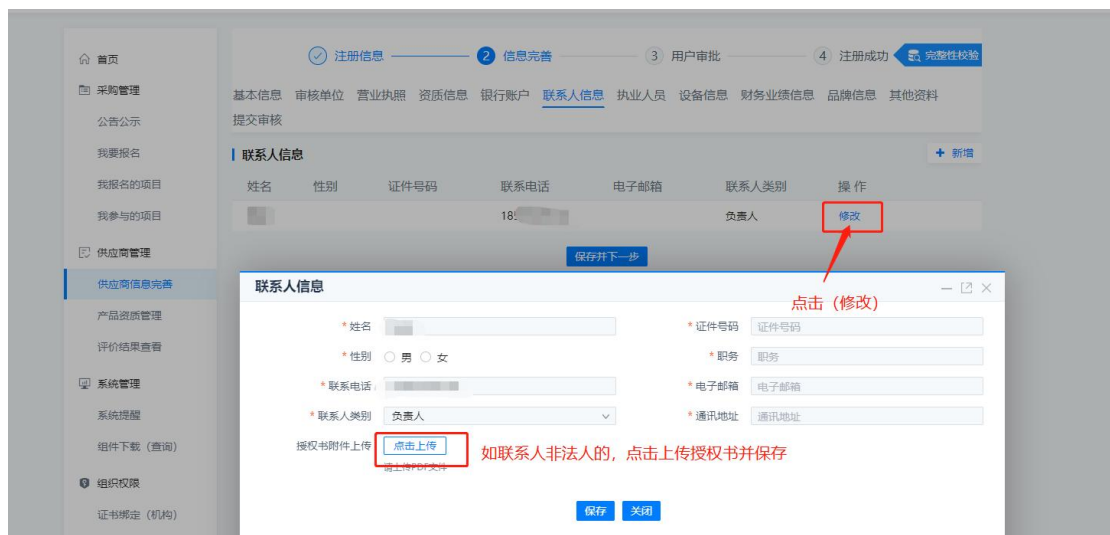 注册信息 2 信息完善 3 用户审批 4 注册成功 完整性校验
首页
采购管理
公告公示
我要报名
我报名的项目
我参与的项目
供应商管理
供应商信息完善
产品资质管理
评价结果查看
系统管理
系统提醒
组件下载（查询）
组织权限
证书绑定（机构）
基本信息 审核单位 营业执照 资质信息 银行账户 联系人信息 执业人员 设备信息 财务业绩信息 品牌信息 其他资料
提交审核
联系人信息 + 新增
姓名 性别 证件号码 联系电话 电子邮箱 联系人类别 操作
185 负责人 修改
保存并下一步
点击（修改）
联系人信息
* 姓名 * 证件号码 证件号码
* 性别 男 女 * 职务 职务
* 联系电话 * 电子邮箱 电子邮箱
* 联系人类别 负责人 * 通讯地址 通讯地址
授权书附件上传 点击上传 如联系人非法人的，点击上传授权书并保存
请上传PDF文件
保存 关闭